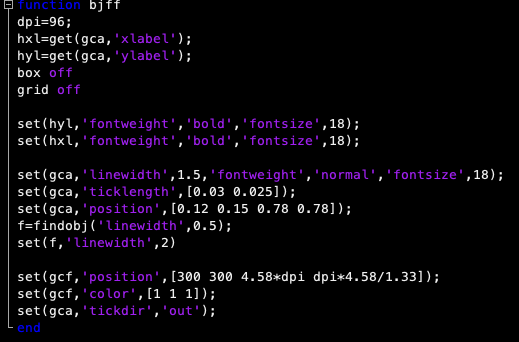 function bjff
dpi=96;
hxl=get(gca,'xlabel');
hyl=get(gca,'ylabel');
box off
grid off
set(hyl,'fontweight','bold','fontsize',18);
set(hxl,'fontweight','bold','fontsize',18);
set(gca,'linewidth',1.5,'fontweight','normal','fontsize',18);
set(gca,'ticklength',[0.03 0.025]);
set(gca,'position',[0.12 0.15 0.78 0.78]);
f=findobj('linewidth',0.5);
set(f,'linewidth',2)
set(gcf,'position',[300 300 4.58*dpi dpi*4.58/1.33]);
set(gcf,'color',[1 1 1]);
set(gca,'tickdir','out');
end